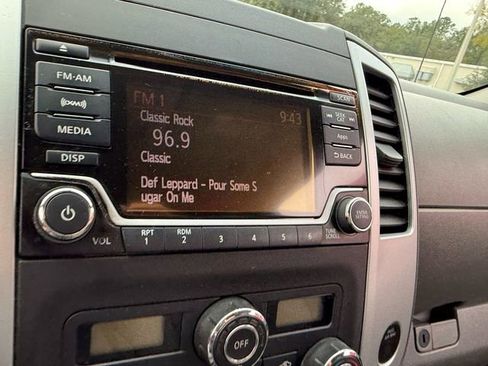 FM 1
Classic Rock
9:43
96.9
Classic
Def Leppard - Pour Some S
ugar On Me
FM·AM
(XM)
MEDIA
DISP
SCAN
SEEK
CAT
Apps
BACK
VOL
RPT
1
RDM
2
3
4
5
6
TUNE
SCROLL
ENTER
SETTING
OFF